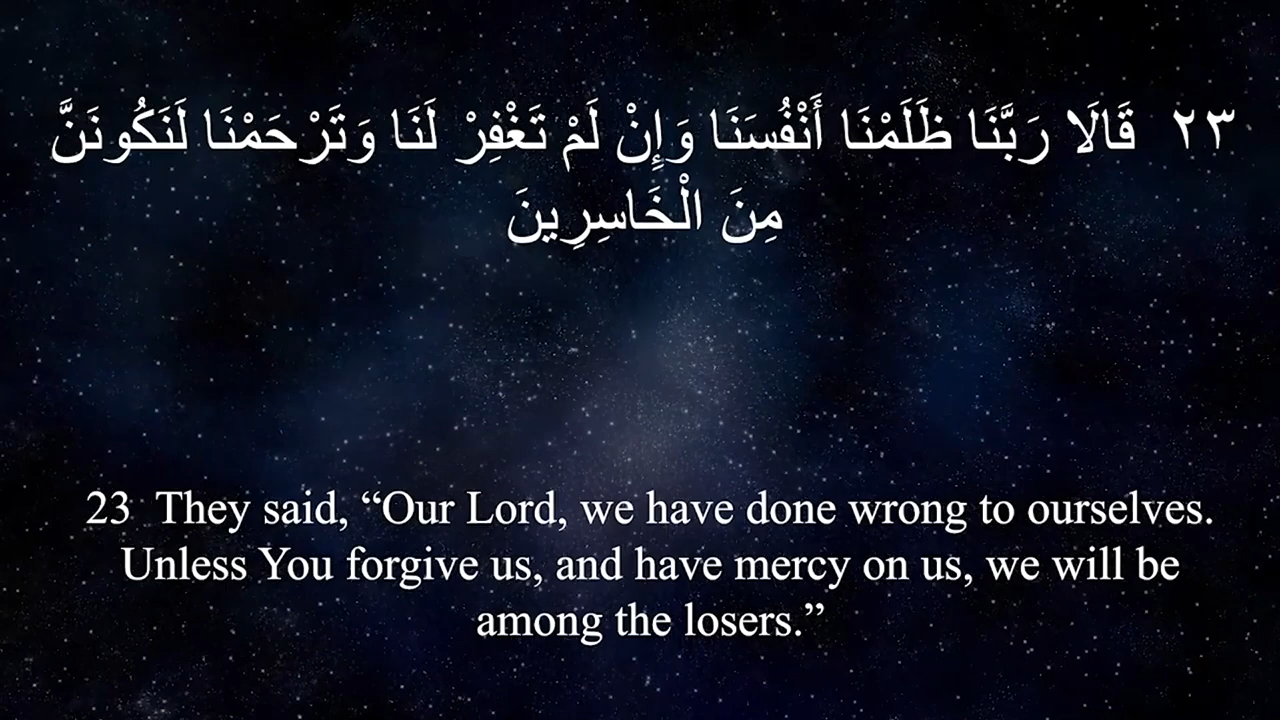 ٢٣  قَالَا رَبَّنَا ظَلَمْنَا أَنْفُسَنَا وَإِنْ لَمْ تَغْفِرْ لَنَا وَتَرْحَمْنَا لَنَكُونَنَّ
مِنَ الْخَاسِرِينَ
23  They said, “Our Lord, we have done wrong to ourselves.
Unless You forgive us, and have mercy on us, we will be
among the losers.”